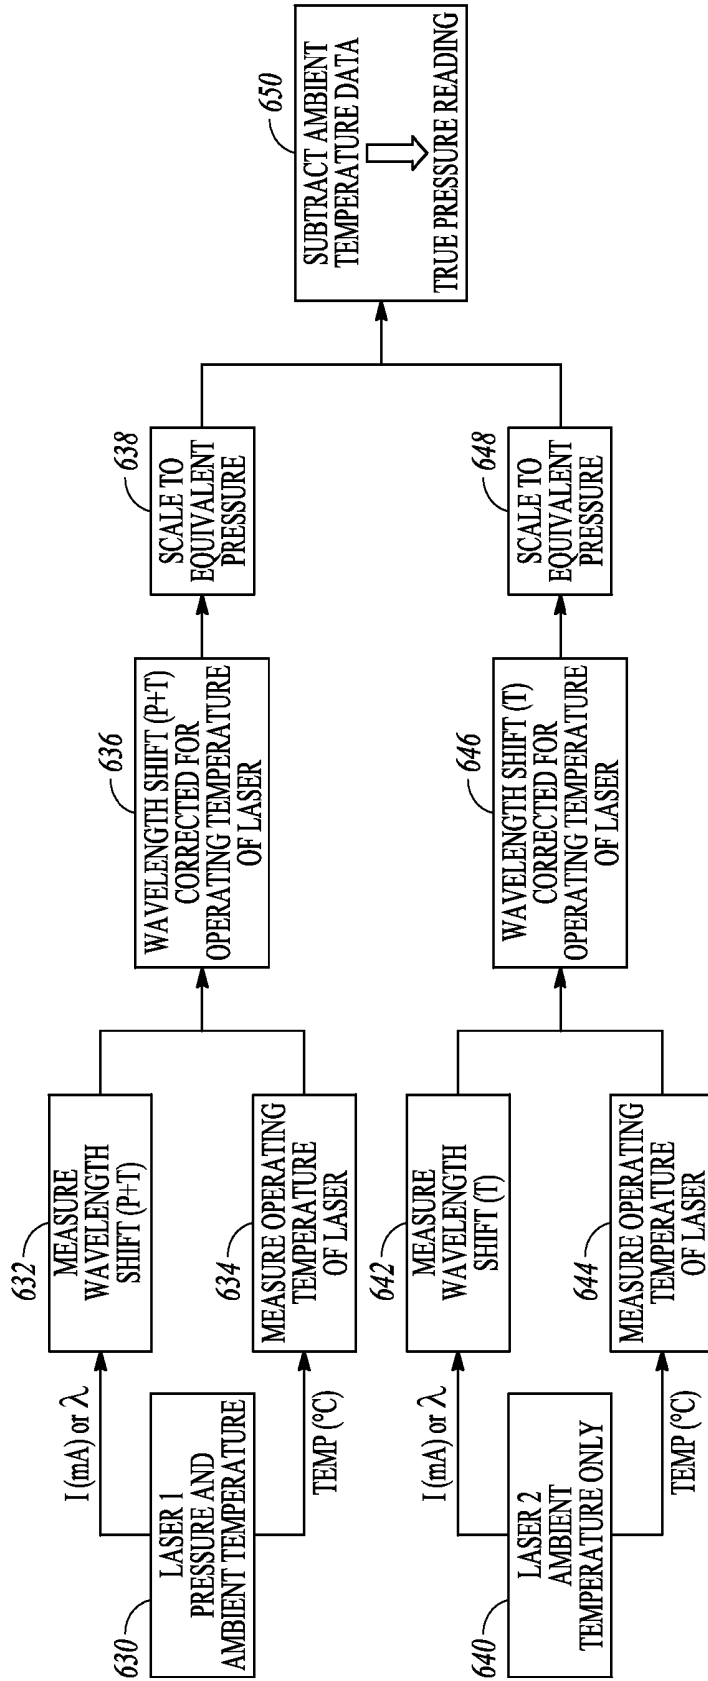 630
LASER 1
PRESSURE AND
AMBIENT TEMPERATURE
I (mA) or λ
TEMP (°C)
632
MEASURE
WAVELENGTH
SHIFT (P+T)
634
MEASURE OPERATING
TEMPERATURE
OF LASER
636
WAVELENGTH SHIFT (P+T)
CORRECTED FOR
OPERATING TEMPERATURE
OF LASER
638
SCALE TO
EQUIVALENT
PRESSURE
640
LASER 2
AMBIENT
TEMPERATURE ONLY
I (mA) or λ
TEMP (°C)
642
MEASURE
WAVELENGTH
SHIFT (T)
644
MEASURE OPERATING
TEMPERATURE
OF LASER
646
WAVELENGTH SHIFT (T)
CORRECTED FOR
OPERATING TEMPERATURE
OF LASER
648
SCALE TO
EQUIVALENT
PRESSURE
650
SUBTRACT AMBIENT
TEMPERATURE DATA
TRUE PRESSURE READING